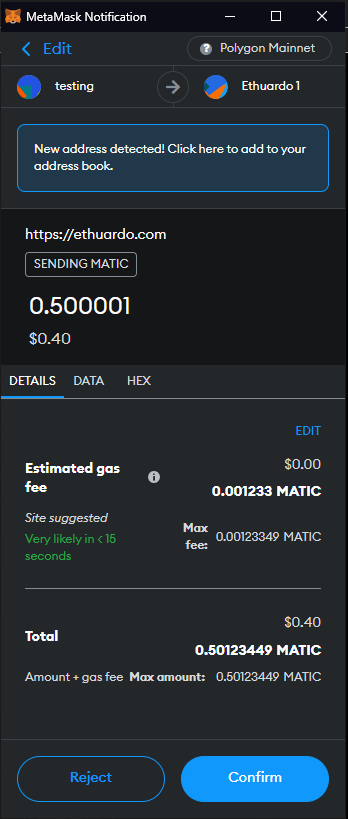 MetaMask Notification
Edit
Polygon Mainnet
testing
Ethuardo 1
New address detected! Click here to add to your
address book.
https://ethuardo.com
SENDING MATIC
0.500001
$0.40
DETAILS DATA HEX
EDIT
Estimated gas
fee
$0.00
0.001233 MATIC
Site suggested
Very likely in < 15
seconds
Max
fee:
0.00123349 MATIC
Total
$0.40
0.50123449 MATIC
Amount + gas fee Max amount: 0.50123449 MATIC
Reject
Confirm